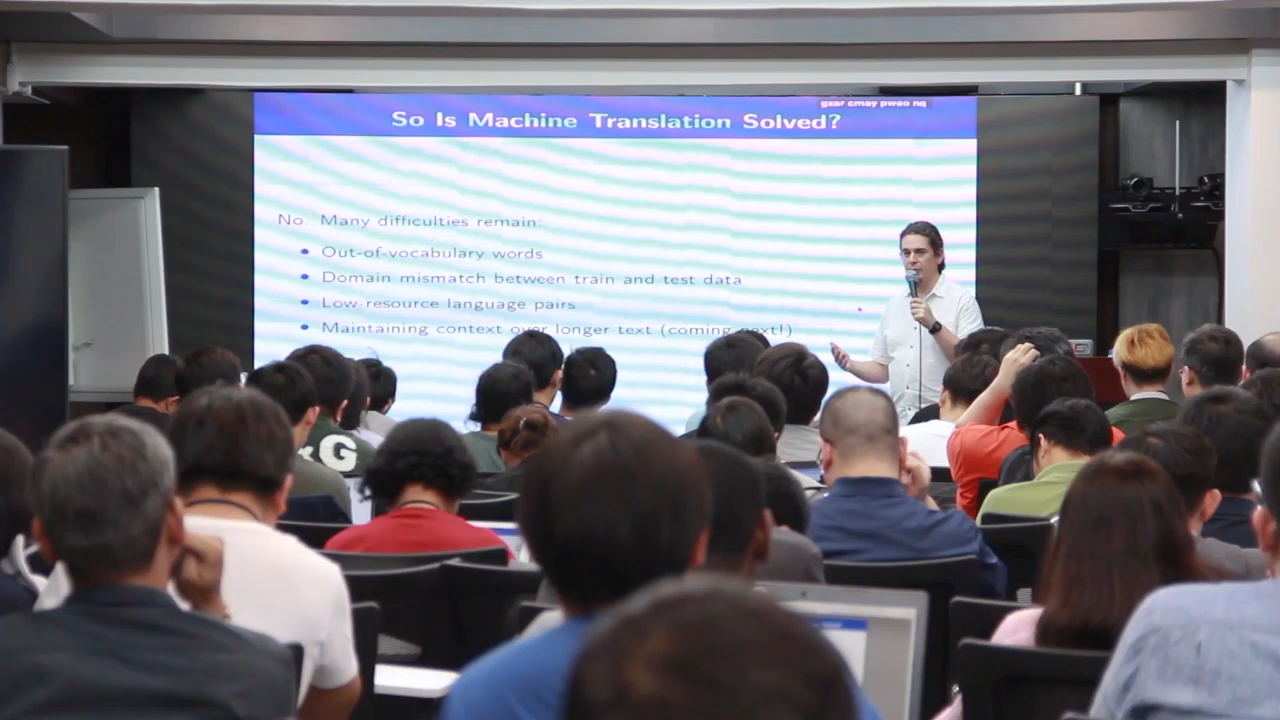 gxar cmay pweo nq
So Is Machine Translation Solved?
No. Many difficulties remain:
• Out-of-vocabulary words
• Domain mismatch between train and test data
• Low-resource language pairs
• Maintaining context over longer text (coming next!)
G